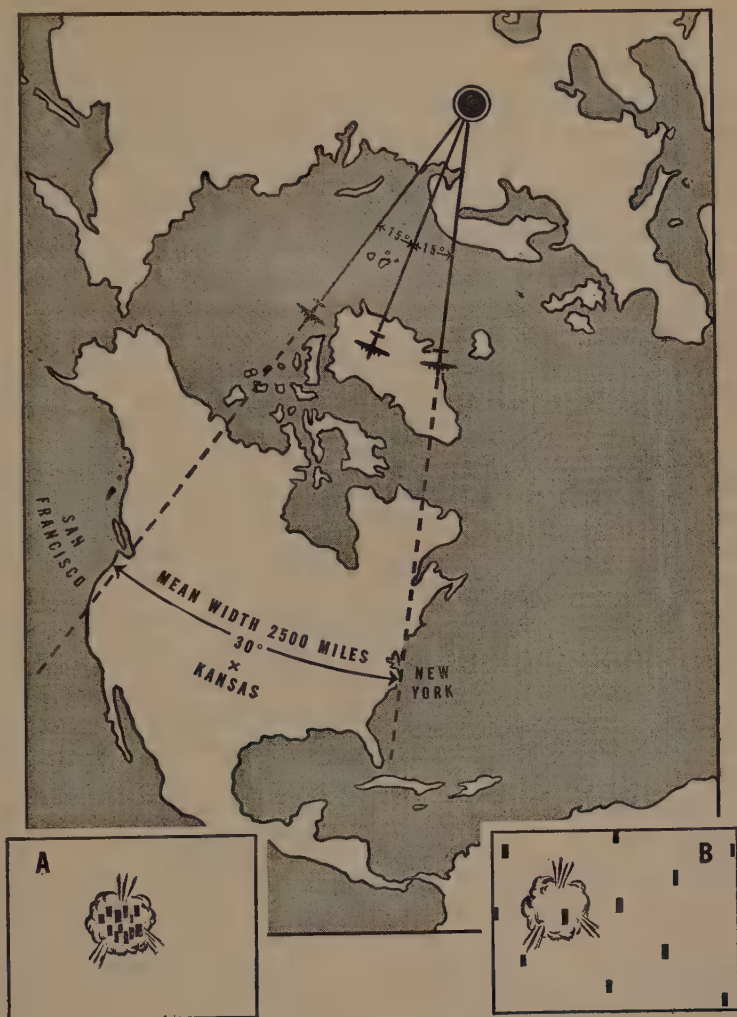 15° 15°
SAN
FRANCISCO
MEAN WIDTH 2500 MILES
30°
×
KANSAS
NEW
YORK
A
B